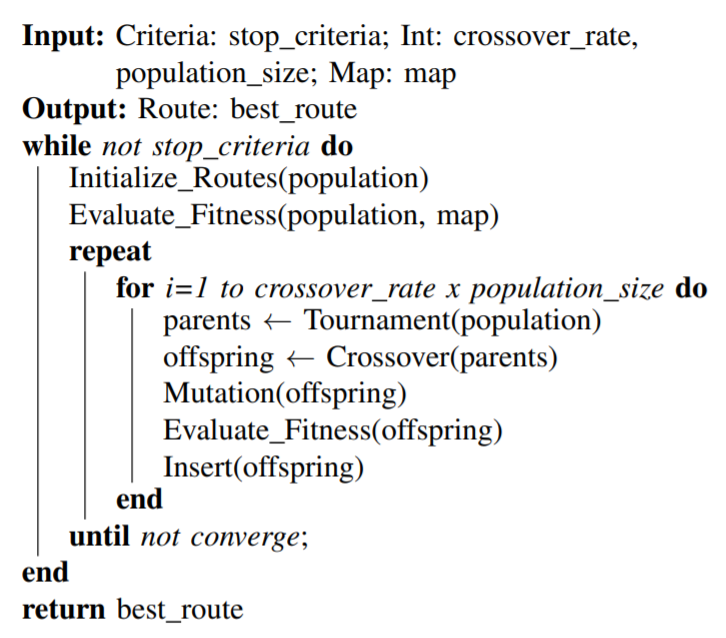 Input: Criteria: stop_criteria; Int: crossover_rate,
population_size; Map: map
Output: Route: best_route
while not stop_criteria do
Initialize_Routes(population)
Evaluate_Fitness(population, map)
repeat
for i=1 to crossover_rate x population_size do
parents ← Tournament(population)
offspring ← Crossover(parents)
Mutation(offspring)
Evaluate_Fitness(offspring)
Insert(offspring)
end
until not converge;
end
return best_route